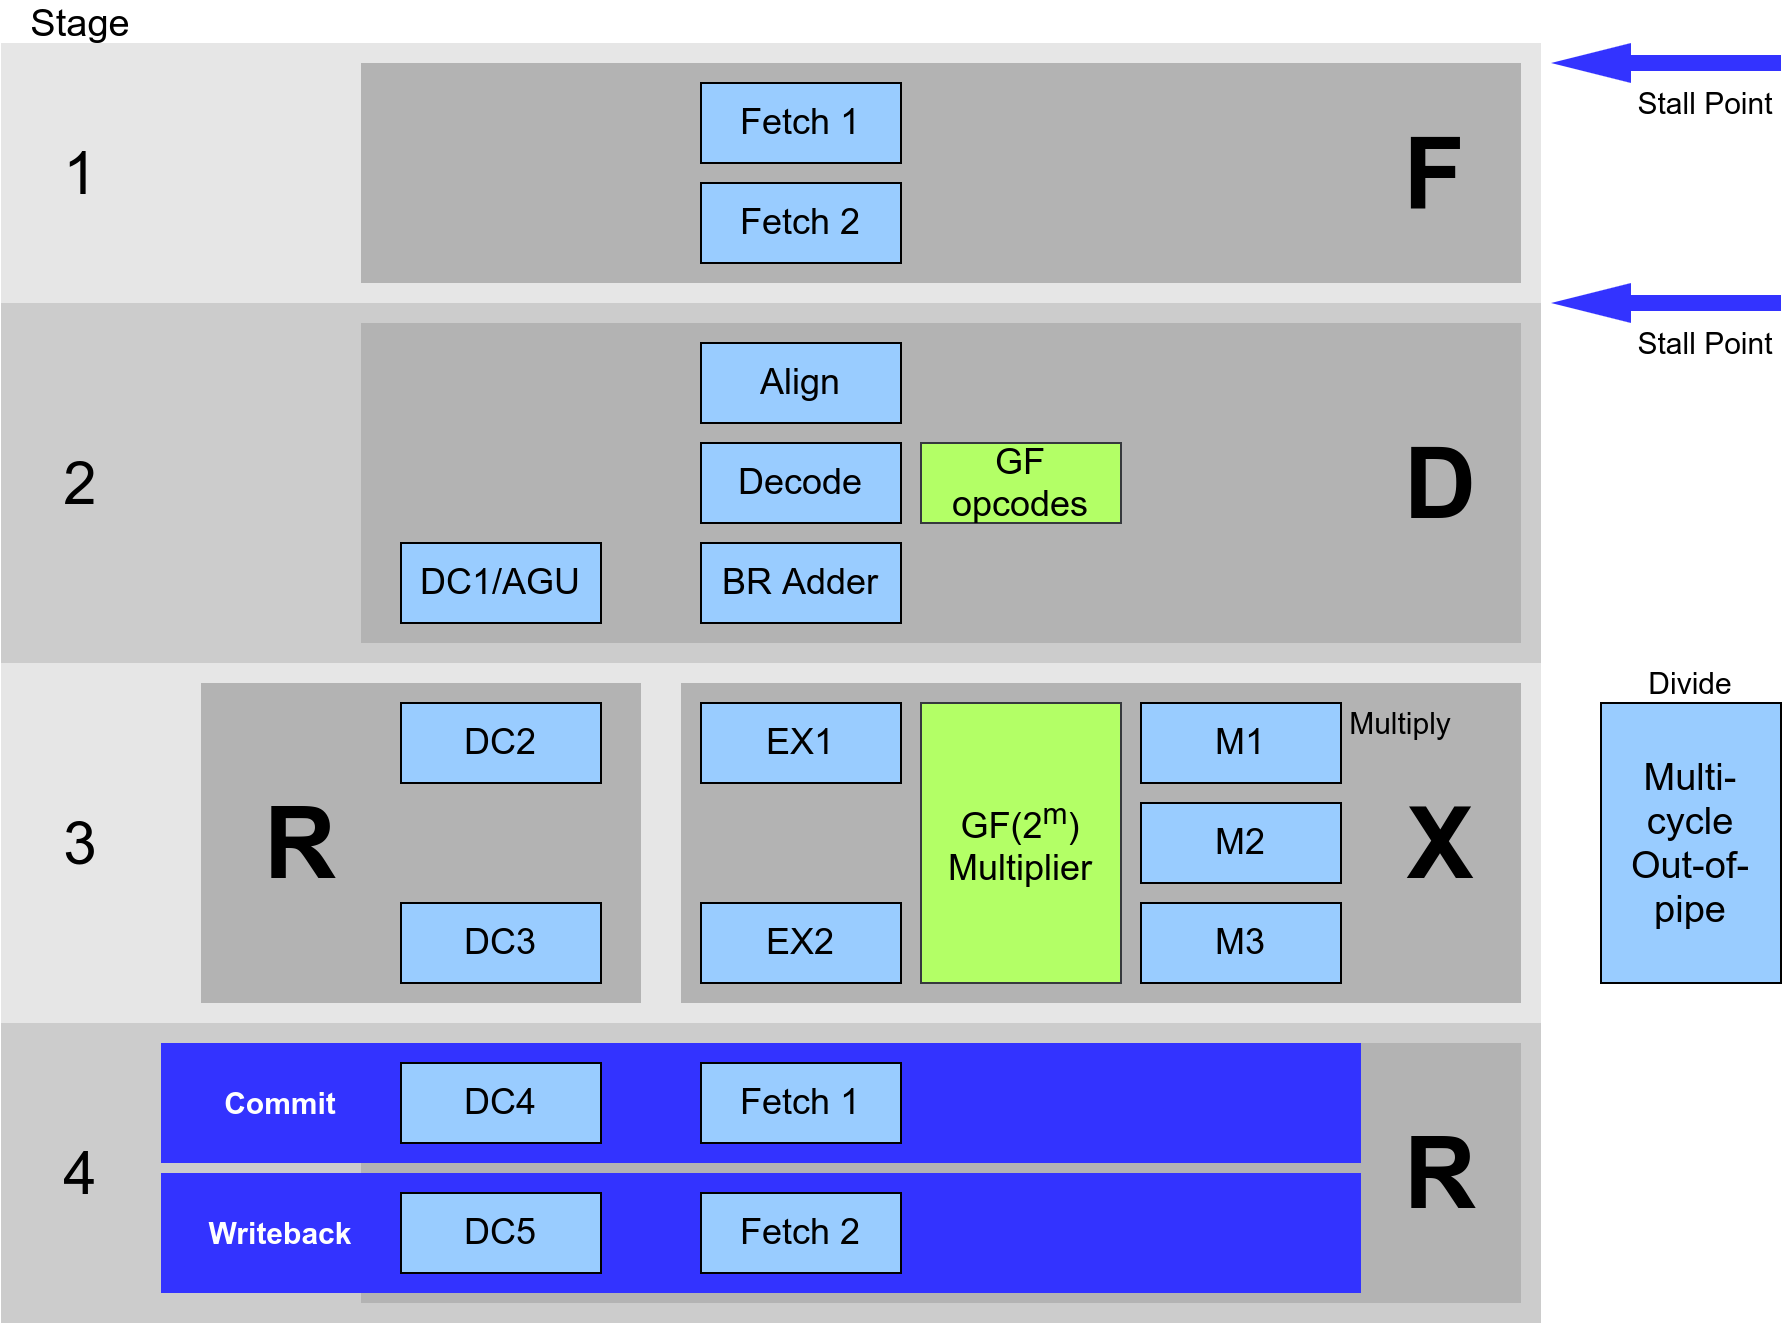 Stage
1
Fetch 1
Fetch 2
F
Stall Point
Stall Point
2
Align
Decode
GF
opcodes
DC1/AGU
BR Adder
D
3
R
DC2
DC3
EX1
EX2
GF(2^m)
Multiplier
M1
Multiply
M2
M3
X
Divide
Multi-
cycle
Out-of-
pipe
4
Commit
DC4
Fetch 1
Writeback
DC5
Fetch 2
R